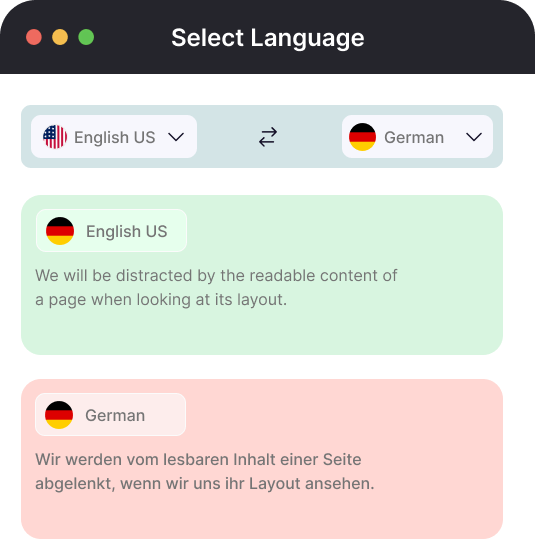 Select Language
English US
German
English US
We will be distracted by the readable content of
a page when looking at its layout.
German
Wir werden vom lesbaren Inhalt einer Seite
abgelenkt, wenn wir uns ihr Layout ansehen.